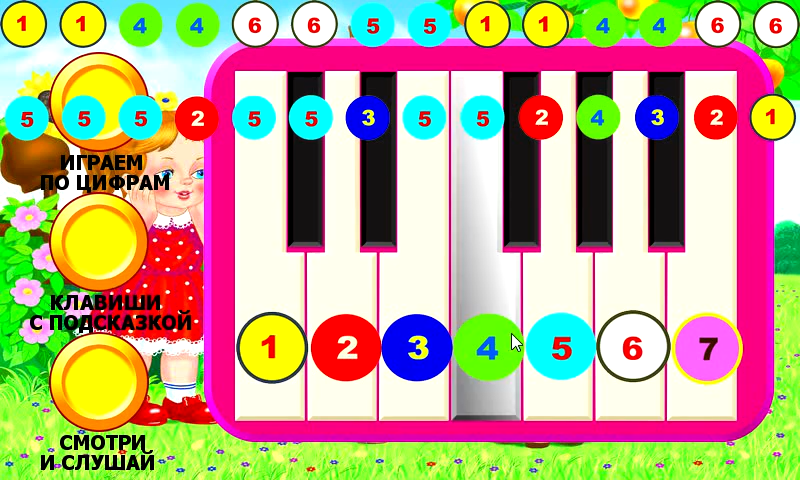 1 1 4 4 6 6 5 5 1 1 4 4 6 6
5 5 5 2 5 5 3 5 5 2 4 3 2 1
ИГРАЕМ
ПО ЦИФРАМ
КЛАВИШИ
С ПОДСКАЗКОЙ
1 2 3 4 5 6 7
СМОТРИ
И СЛУШАЙ